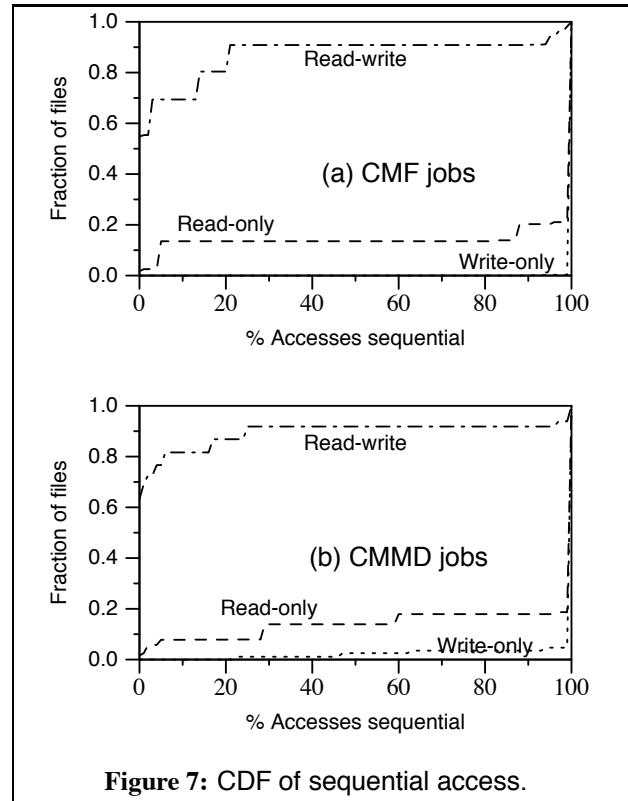 1.0
0.8
0.6
0.4
0.2
0.0
Fraction of files
Read-write
(a) CMF jobs
Read-only
Write-only
0 20 40 60 80 100
% Accesses sequential
1.0
0.8
0.6
0.4
0.2
0.0
Fraction of files
Read-write
(b) CMMD jobs
Read-only
Write-only
0 20 40 60 80 100
% Accesses sequential
Figure 7: CDF of sequential access.